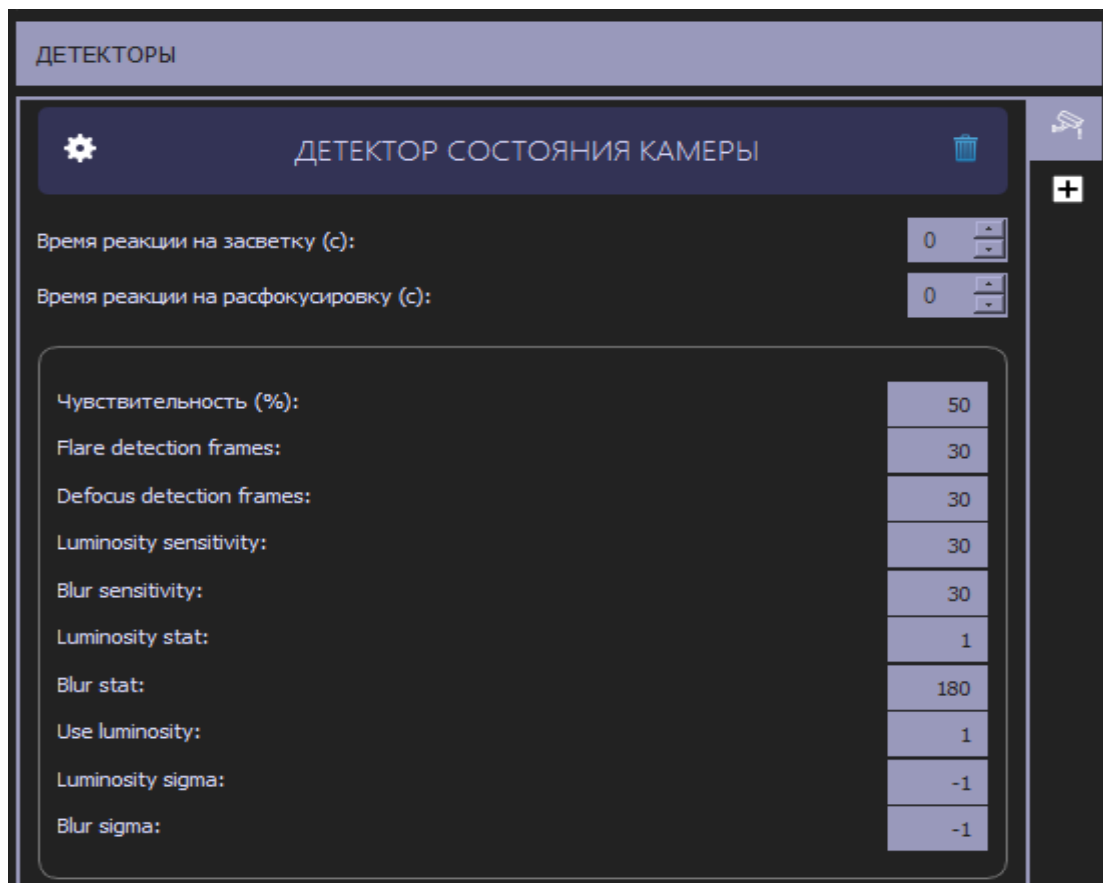 ДЕТЕКТОРЫ
ДЕТЕКТОР СОСТОЯНИЯ КАМЕРЫ
Время реакции на засветку (с): 0
Время реакции на расфокусировку (с): 0
Чувствительность (%): 50
Flare detection frames: 30
Defocus detection frames: 30
Luminosity sensitivity: 30
Blur sensitivity: 30
Luminosity stat: 1
Blur stat: 180
Use luminosity: 1
Luminosity sigma: -1
Blur sigma: -1